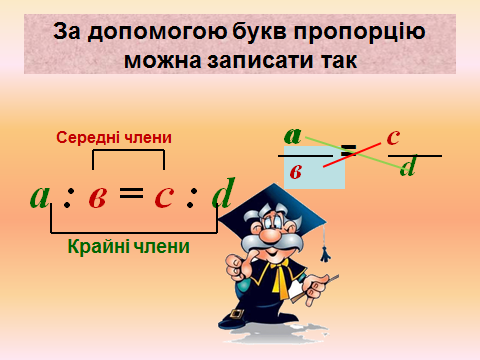 За допомогою букв пропорцію
можна записати так
Середні члени
a : в = c : d
Крайні члени
a = c
в d